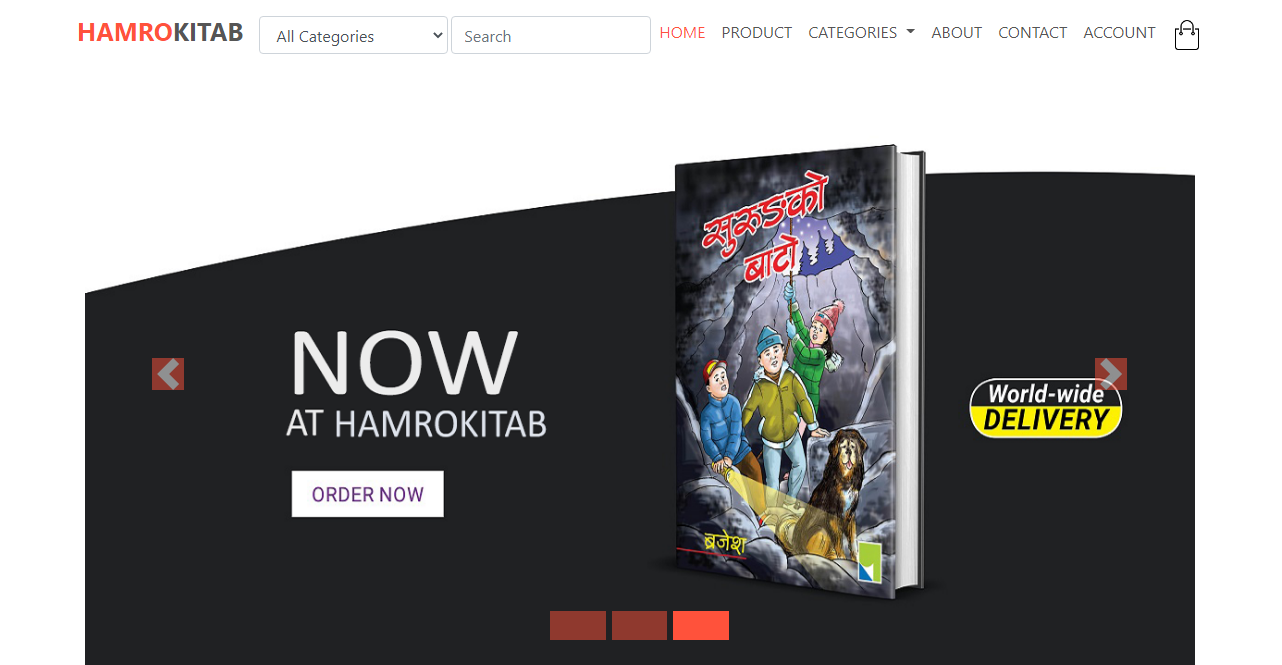 HAMROKITAB
All Categories
Search
HOME
PRODUCT
CATEGORIES
ABOUT
CONTACT
ACCOUNT
सुरुङको
बाटो
NOW
AT HAMROKITAB
World-wide
DELIVERY
ORDER NOW
ब्रजेश